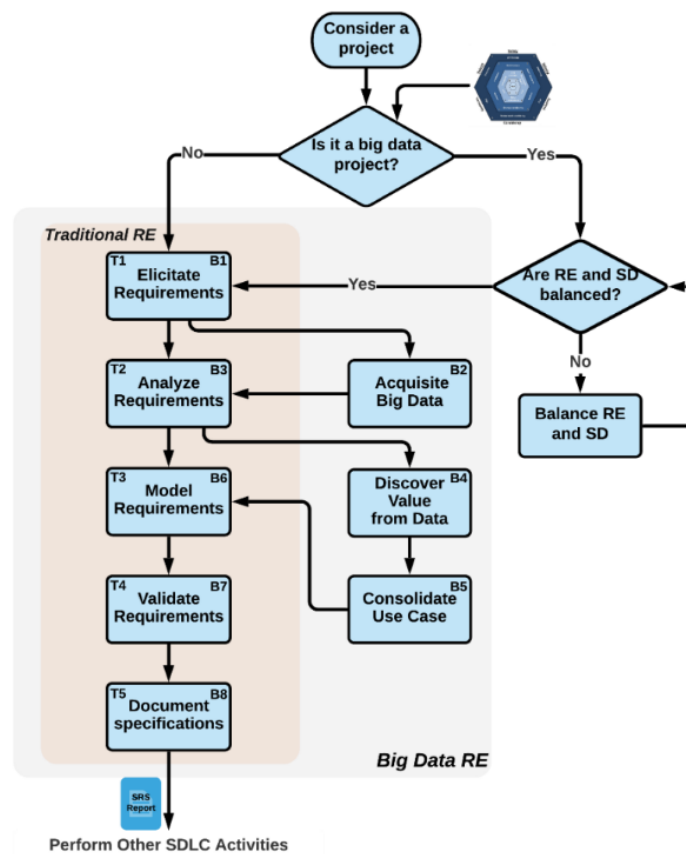 Consider a
project
Is it a big data
project?
No
Yes
Traditional RE
T1
B1
Elicitate
Requirements
Yes
Are RE and SD
balanced?
No
T2
B3
Analyze
Requirements
B2
Acquisite
Big Data
Balance RE
and SD
T3
B6
Model
Requirements
B4
Discover
Value
from Data
T4
B7
Validate
Requirements
B5
Consolidate
Use Case
T5
B8
Document
specifications
Big Data RE
SRS
Report
Perform Other SDLC Activities